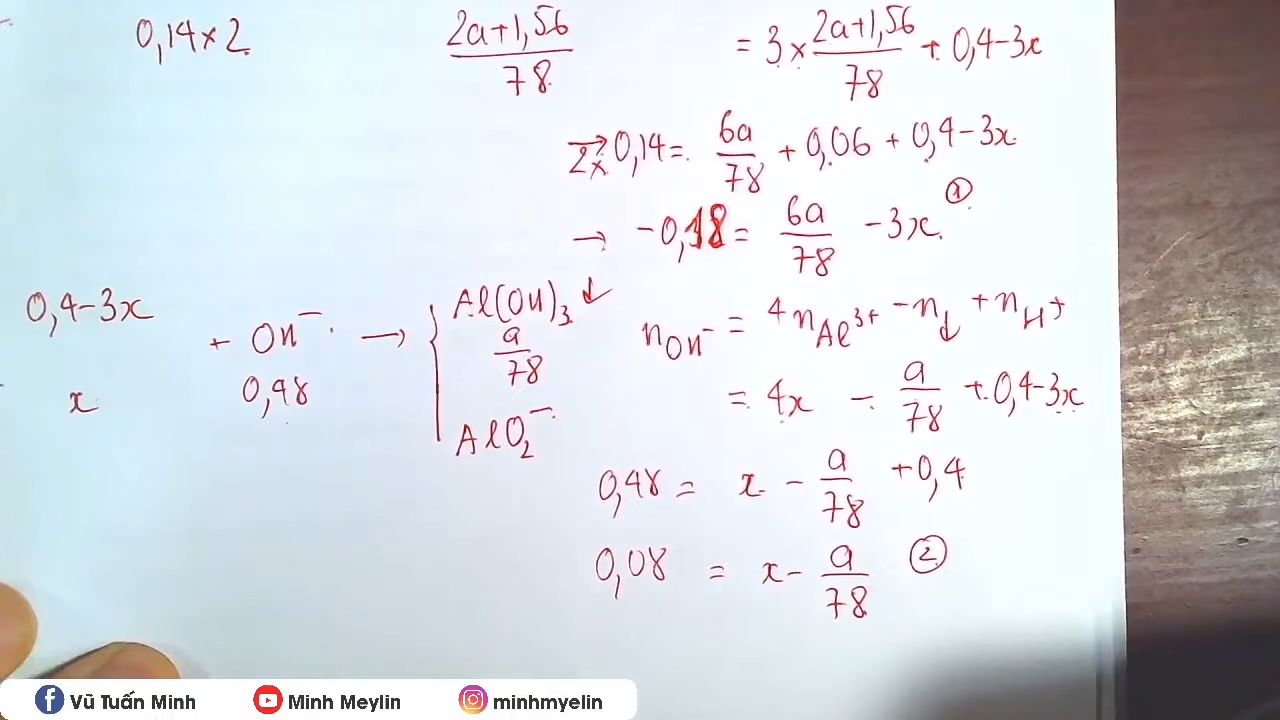 0,14×2
2a+1,56
78
= 3 × 2a+1,56 / 78 + 0,4-3x
2× 0,14 = 6a/78 + 0,06 + 0,4-3x
→ -0,18 = 6a/78 - 3x ①
0,4-3x
x
+ OH⁻ → Al(OH)₃ ↓
0,48
a/78
AlO₂⁻
nOH⁻ = 4nAl³⁺ - n↓ + nH⁺
= 4x - a/78 + 0,4-3x
0,48 = x - a/78 + 0,4
0,08 = x - a/78 ②
Vũ Tuấn Minh
Minh Meylin
minhmyelin